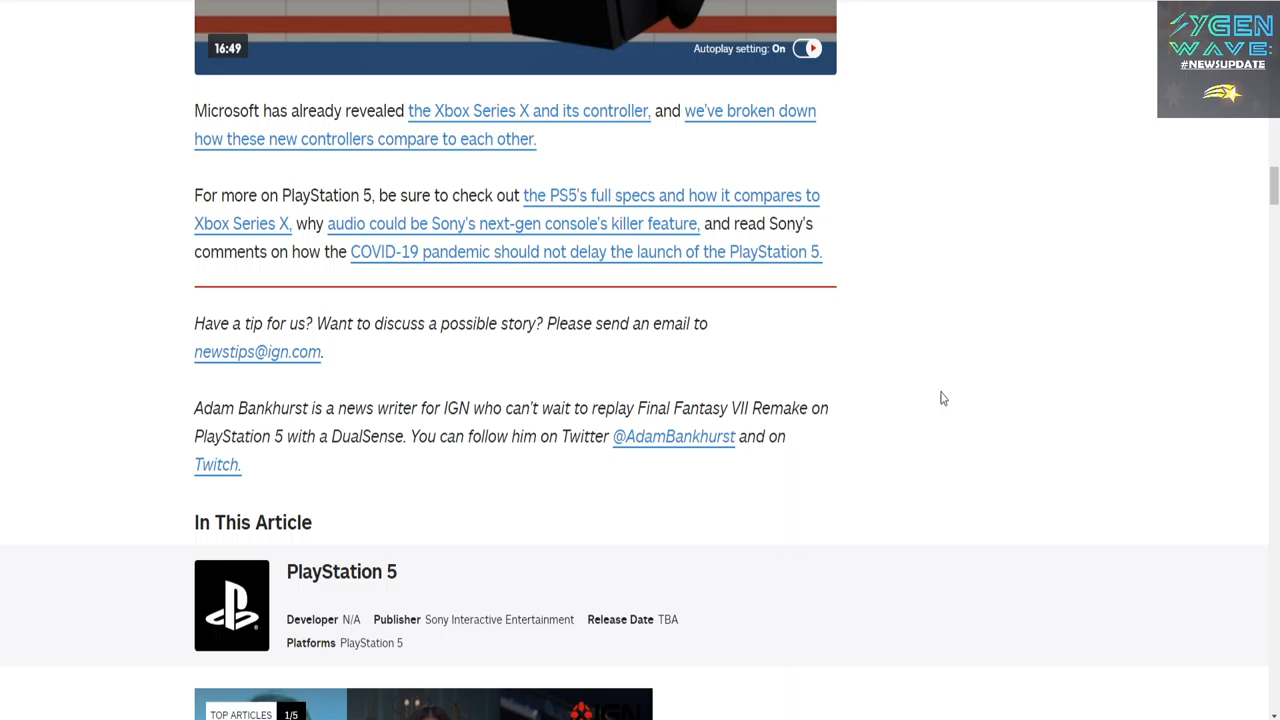 16:49
Autoplay setting: On
Microsoft has already revealed the Xbox Series X and its controller, and we've broken down
how these new controllers compare to each other.
For more on PlayStation 5, be sure to check out the PS5's full specs and how it compares to
Xbox Series X, why audio could be Sony's next-gen console's killer feature, and read Sony's
comments on how the COVID-19 pandemic should not delay the launch of the PlayStation 5.
Have a tip for us? Want to discuss a possible story? Please send an email to
newstips@ign.com.
Adam Bankhurst is a news writer for IGN who can't wait to replay Final Fantasy VII Remake on
PlayStation 5 with a DualSense. You can follow him on Twitter @AdamBankhurst and on
Twitch.
In This Article
PlayStation 5
Developer N/A Publisher Sony Interactive Entertainment Release Date TBA
Platforms PlayStation 5
TOP ARTICLES 1/5
IGN
ZYGEN
WAVE:
#NEWSUPDATE